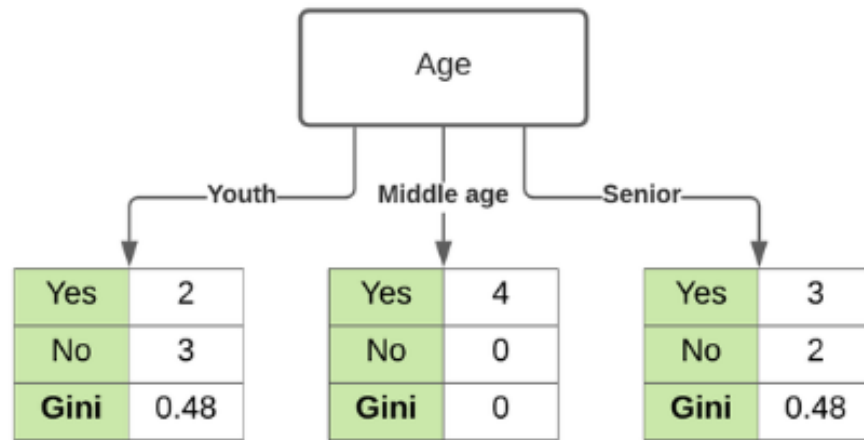 Age
Youth Middle age Senior
Yes 2 Yes 4 Yes 3
No 3 No 0 No 2
Gini 0.48 Gini 0 Gini 0.48